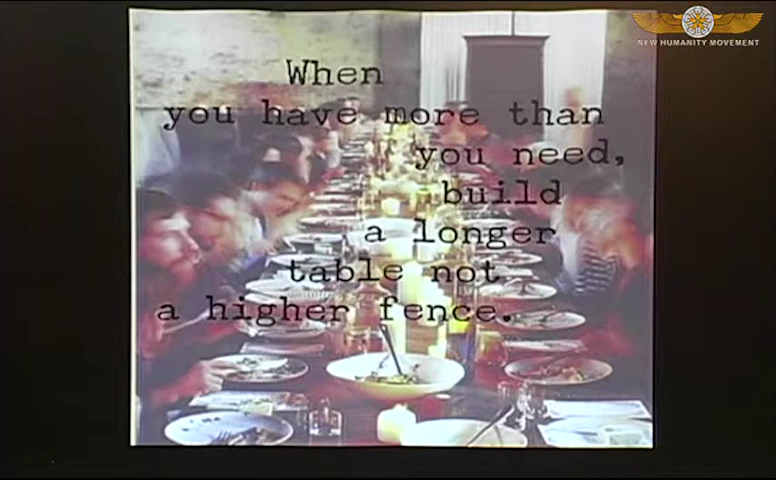 NEW HUMANITY MOVEMENT
When
you have more than
you need,
build
a longer
table not
a higher fence.